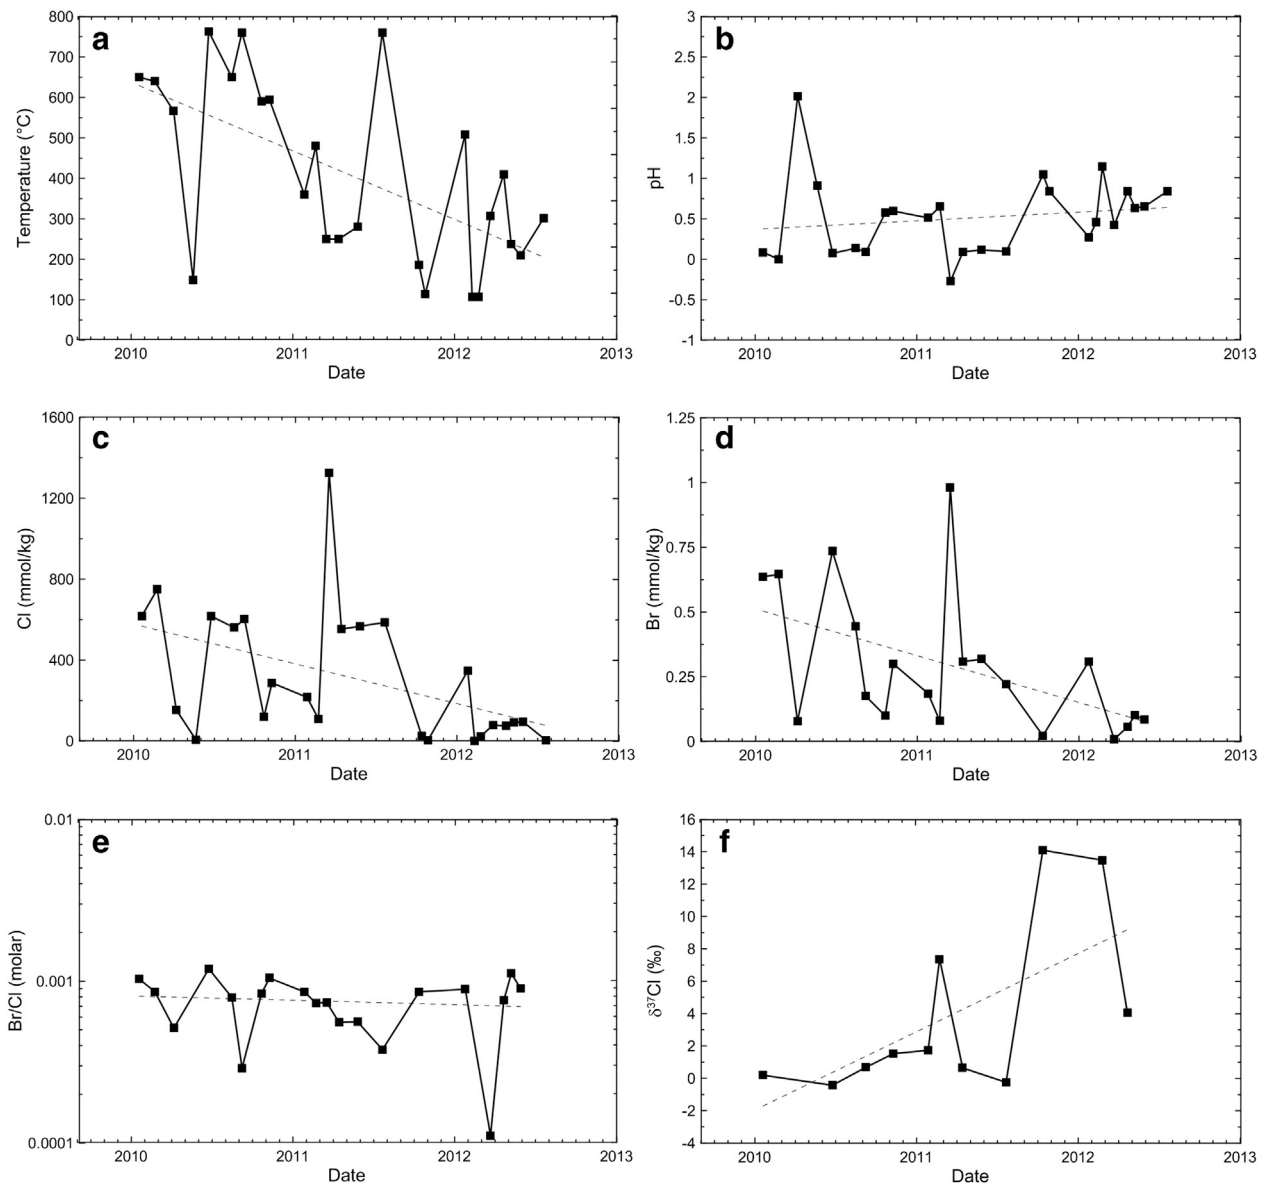 a
800
700
600
500
400
300
200
100
0
Temperature (°C)
2010 2011 2012 2013
Date
b
3
2.5
2
1.5
1
0.5
0
-0.5
-1
pH
2010 2011 2012 2013
Date
c
1600
1200
800
400
0
Cl (mmol/kg)
2010 2011 2012 2013
Date
d
1.25
1
0.75
0.5
0.25
0
Br (mmol/kg)
2010 2011 2012 2013
Date
e
0.01
0.001
0.0001
Br/Cl (molar)
2010 2011 2012 2013
Date
f
16
14
12
10
8
6
4
2
0
-2
-4
δ³⁷Cl (‰)
2010 2011 2012 2013
Date